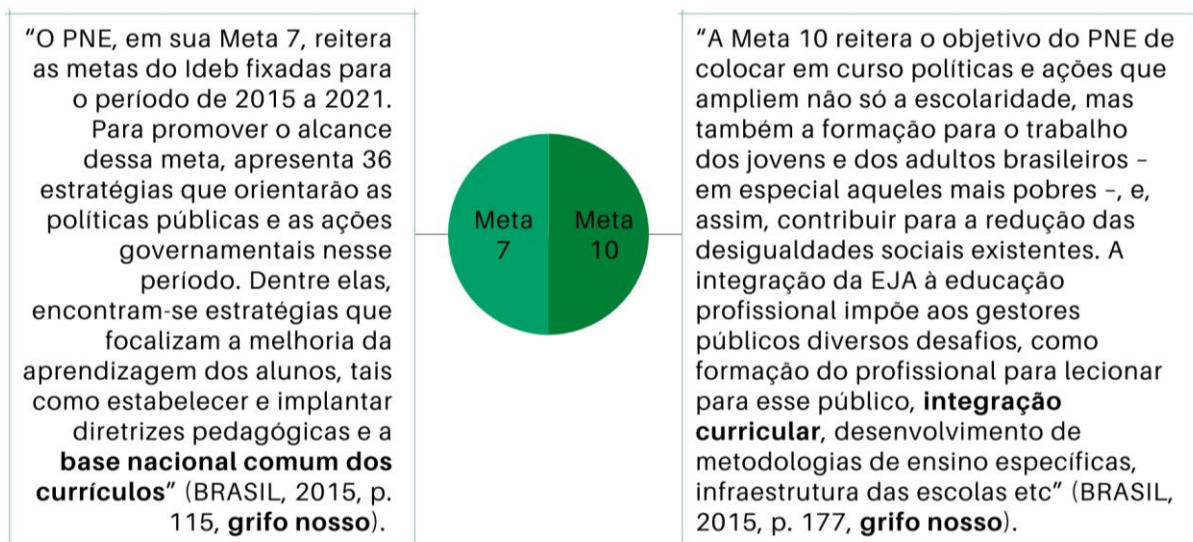 “O PNE, em sua Meta 7, reitera
as metas do Ideb fixadas para
o período de 2015 a 2021.
Para promover o alcance
dessa meta, apresenta 36
estratégias que orientarão as
políticas públicas e as ações
governamentais nesse
período. Dentre elas,
encontram-se estratégias que
focalizam a melhoria da
aprendizagem dos alunos, tais
como estabelecer e implantar
diretrizes pedagógicas e a
base nacional comum dos
currículos” (BRASIL, 2015, p.
115, grifo nosso).
Meta
7
Meta
10
“A Meta 10 reitera o objetivo do PNE de
colocar em curso políticas e ações que
ampliem não só a escolaridade, mas
também a formação para o trabalho
dos jovens e dos adultos brasileiros –
em especial aqueles mais pobres –, e,
assim, contribuir para a redução das
desigualdades sociais existentes. A
integração da EJA à educação
profissional impõe aos gestores
públicos diversos desafios, como
formação do profissional para lecionar
para esse público, integração
curricular, desenvolvimento de
metodologias de ensino específicas,
infraestrutura das escolas etc” (BRASIL,
2015, p. 177, grifo nosso).